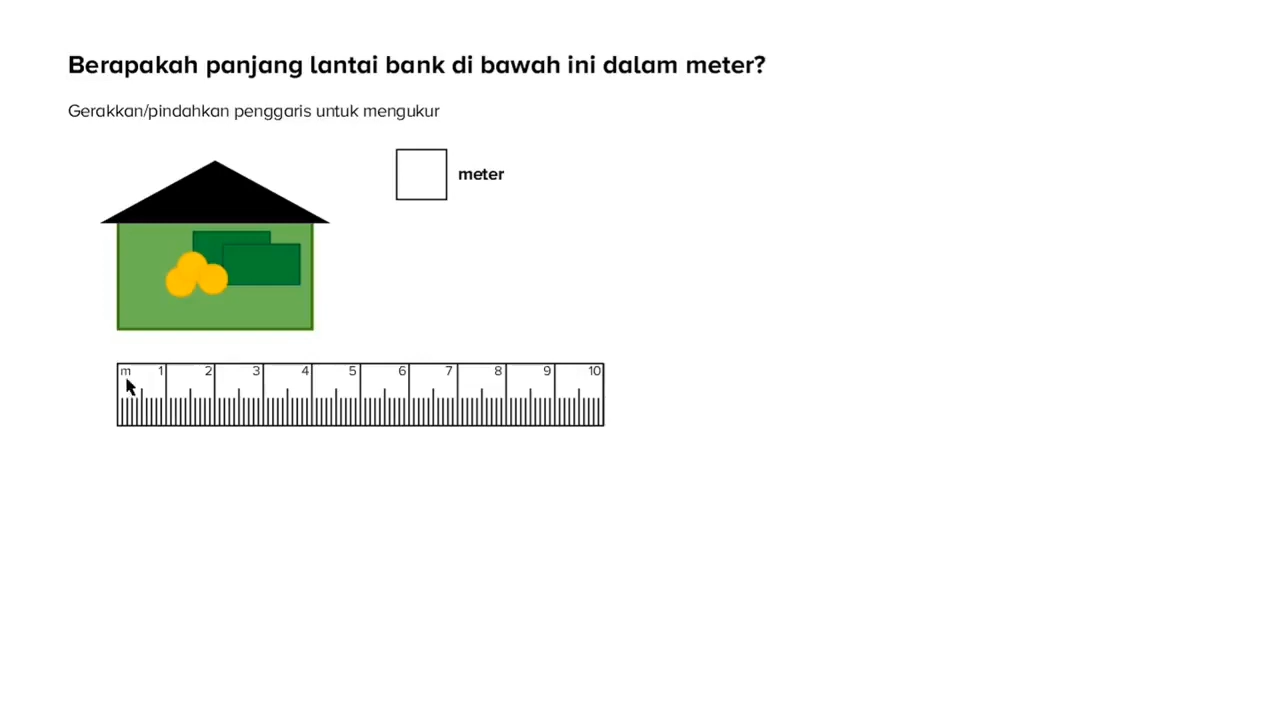 Berapakah panjang lantai bank di bawah ini dalam meter?
Gerakkan/pindahkan penggaris untuk mengukur
meter
m 1 2 3 4 5 6 7 8 9 10